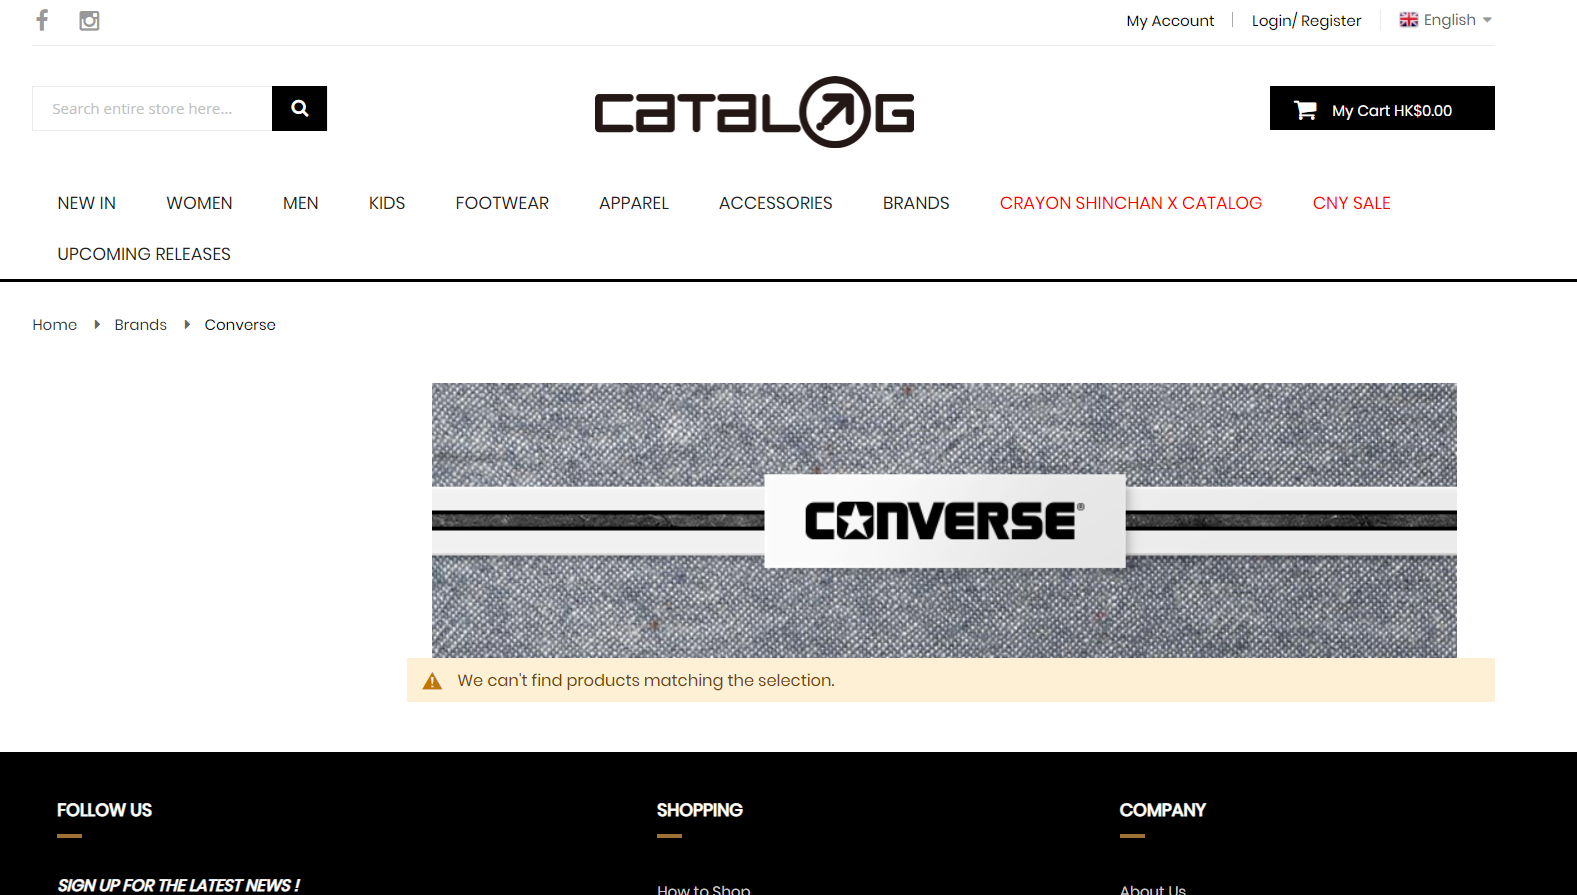 My Account
Login/ Register
English
Search entire store here...
CATALOG
My Cart HK$0.00
NEW IN
WOMEN
MEN
KIDS
FOOTWEAR
APPAREL
ACCESSORIES
BRANDS
CRAYON SHINCHAN X CATALOG
CNY SALE
UPCOMING RELEASES
Home
Brands
Converse
CONVERSE®
We can't find products matching the selection.
FOLLOW US
SHOPPING
COMPANY
SIGN UP FOR THE LATEST NEWS !
How to Shop
About Us